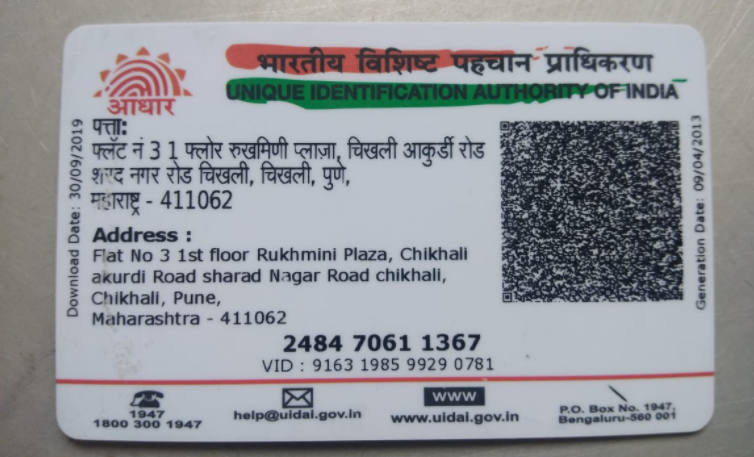 भारतीय विशिष्ट पहचान प्राधिकरण
UNIQUE IDENTIFICATION AUTHORITY OF INDIA
आधार
पत्ता:
फ्लॅट नं 3 1 फ्लोर रुखमिणी प्लाज़ा, चिखली आकुर्डी रोड
शरद नगर रोड चिखली, चिखली, पुणे,
महाराष्ट्र - 411062
Address :
Flat No 3 1st floor Rukhmini Plaza, Chikhali
akurdi Road sharad Nagar Road chikhali,
Chikhali, Pune,
Maharashtra - 411062
Download Date: 30/09/2019
Generation Date: 09/04/2013
2484 7061 1367
VID : 9163 1985 9929 0781
1947
1800 300 1947
help@uidai.gov.in
www
www.uidai.gov.in
P.O. Box No. 1947,
Bengaluru-560 001